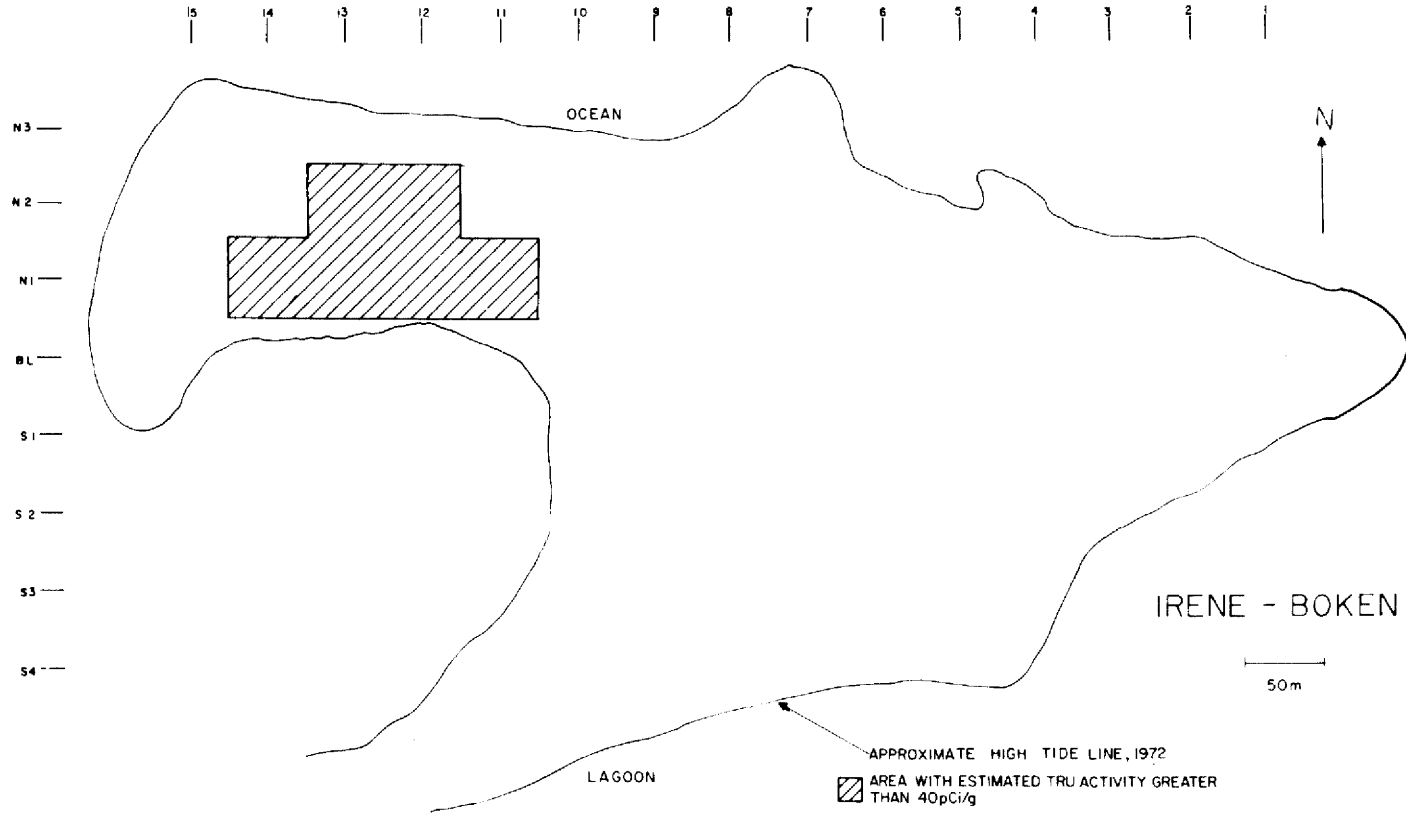 15 14 13 12 11 10 9 8 7 6 5 4 3 2 1
OCEAN
N
N3
N2
N1
BL
S1
S2
S3
S4
IRENE - BOKEN
50m
APPROXIMATE HIGH TIDE LINE, 1972
LAGOON
AREA WITH ESTIMATED TRU ACTIVITY GREATER
THAN 40pCi/g